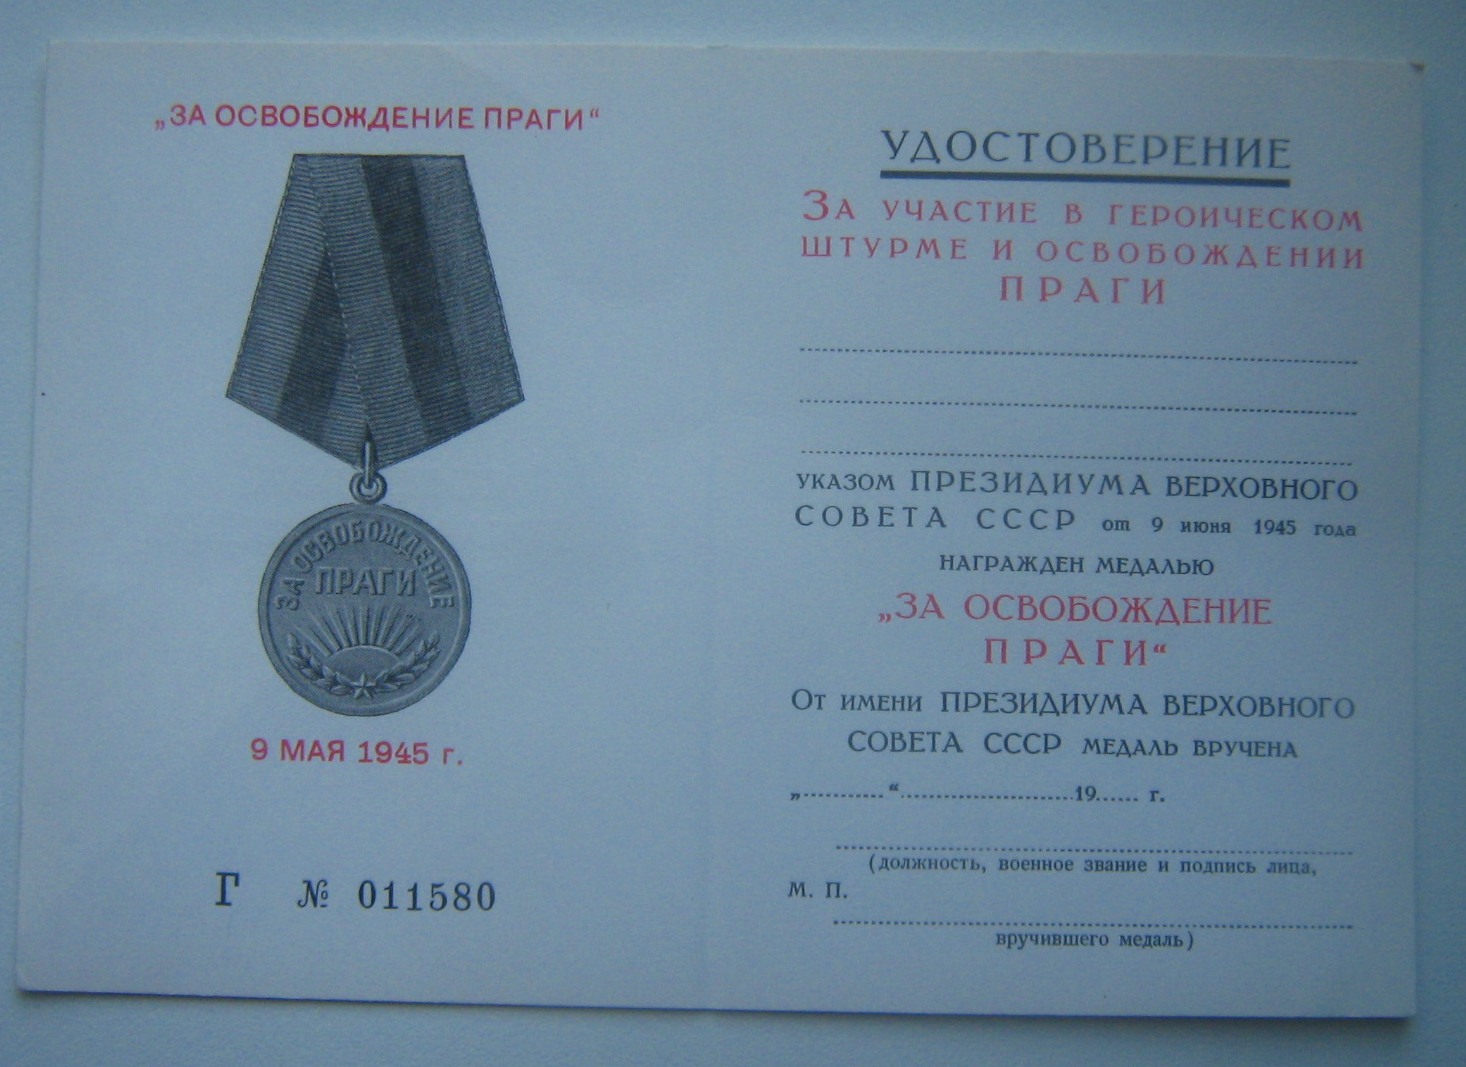 „ЗА ОСВОБОЖДЕНИЕ ПРАГИ“
ЗА ОСВОБОЖДЕНИЕ
ПРАГИ
9 МАЯ 1945 г.
Г № 011580
УДОСТОВЕРЕНИЕ
ЗА УЧАСТИЕ В ГЕРОИЧЕСКОМ
ШТУРМЕ И ОСВОБОЖДЕНИИ
ПРАГИ
УКАЗОМ ПРЕЗИДИУМА ВЕРХОВНОГО
СОВЕТА СССР от 9 июня 1945 года
НАГРАЖДЕН МЕДАЛЬЮ
„ЗА ОСВОБОЖДЕНИЕ
ПРАГИ“
ОТ ИМЕНИ ПРЕЗИДИУМА ВЕРХОВНОГО
СОВЕТА СССР МЕДАЛЬ ВРУЧЕНА
„...........“.......................19...... г.
(должность, военное звание и подпись лица,
М. П.
вручившего медаль)